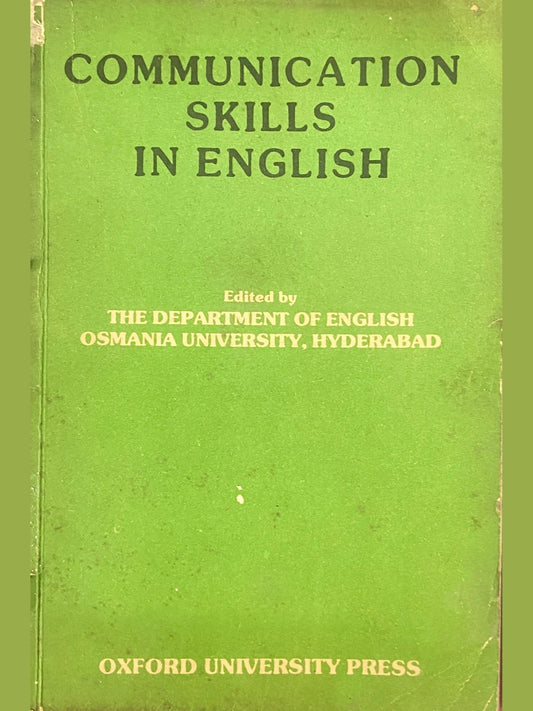 COMMUNICATION
SKILLS
IN ENGLISH
Edited by
THE DEPARTMENT OF ENGLISH
OSMANIA UNIVERSITY, HYDERABAD
OXFORD UNIVERSITY PRESS